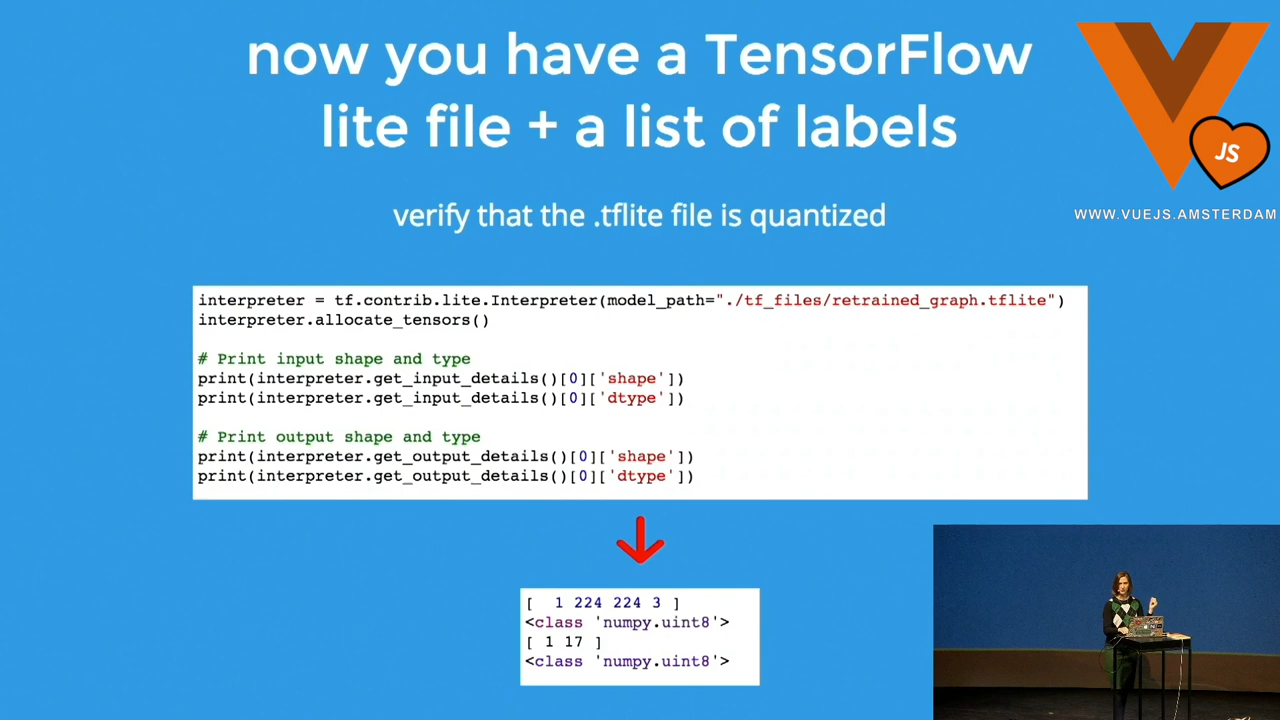 now you have a TensorFlow
lite file + a list of labels
JS
WWW.VUEJS.AMSTERDAM
verify that the .tflite file is quantized
interpreter = tf.contrib.lite.Interpreter(model_path="./tf_files/retrained_graph.tflite")
interpreter.allocate_tensors()
# Print input shape and type
print(interpreter.get_input_details()[0]['shape'])
print(interpreter.get_input_details()[0]['dtype'])
# Print output shape and type
print(interpreter.get_output_details()[0]['shape'])
print(interpreter.get_output_details()[0]['dtype'])
[  1 224 224 3 ]
<class 'numpy.uint8'>
[ 1 17 ]
<class 'numpy.uint8'>